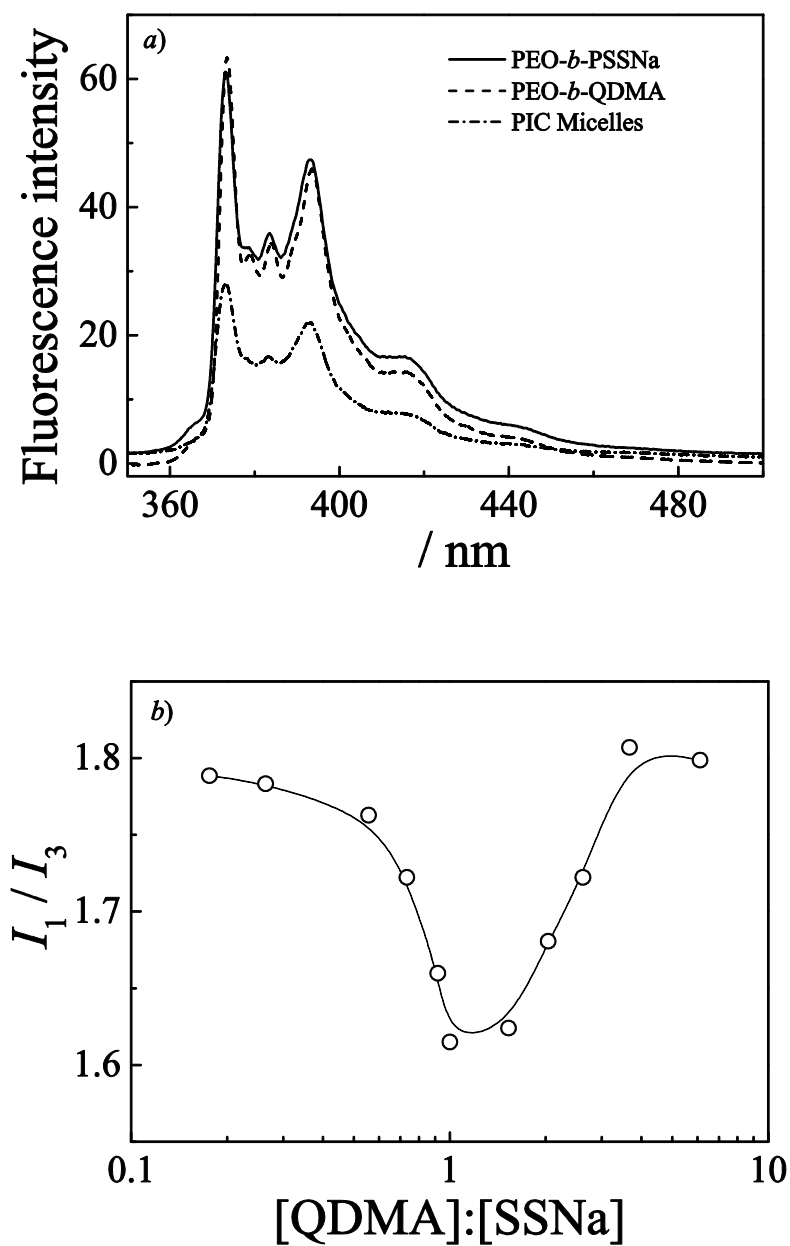 a)
PEO-b-PSSNa
PEO-b-QDMA
PIC Micelles
60
40
20
0
Fluorescence intensity
360 400 440 480
/ nm
b)
1.8
1.7
1.6
I1 / I3
0.1 1 10
[QDMA]:[SSNa]